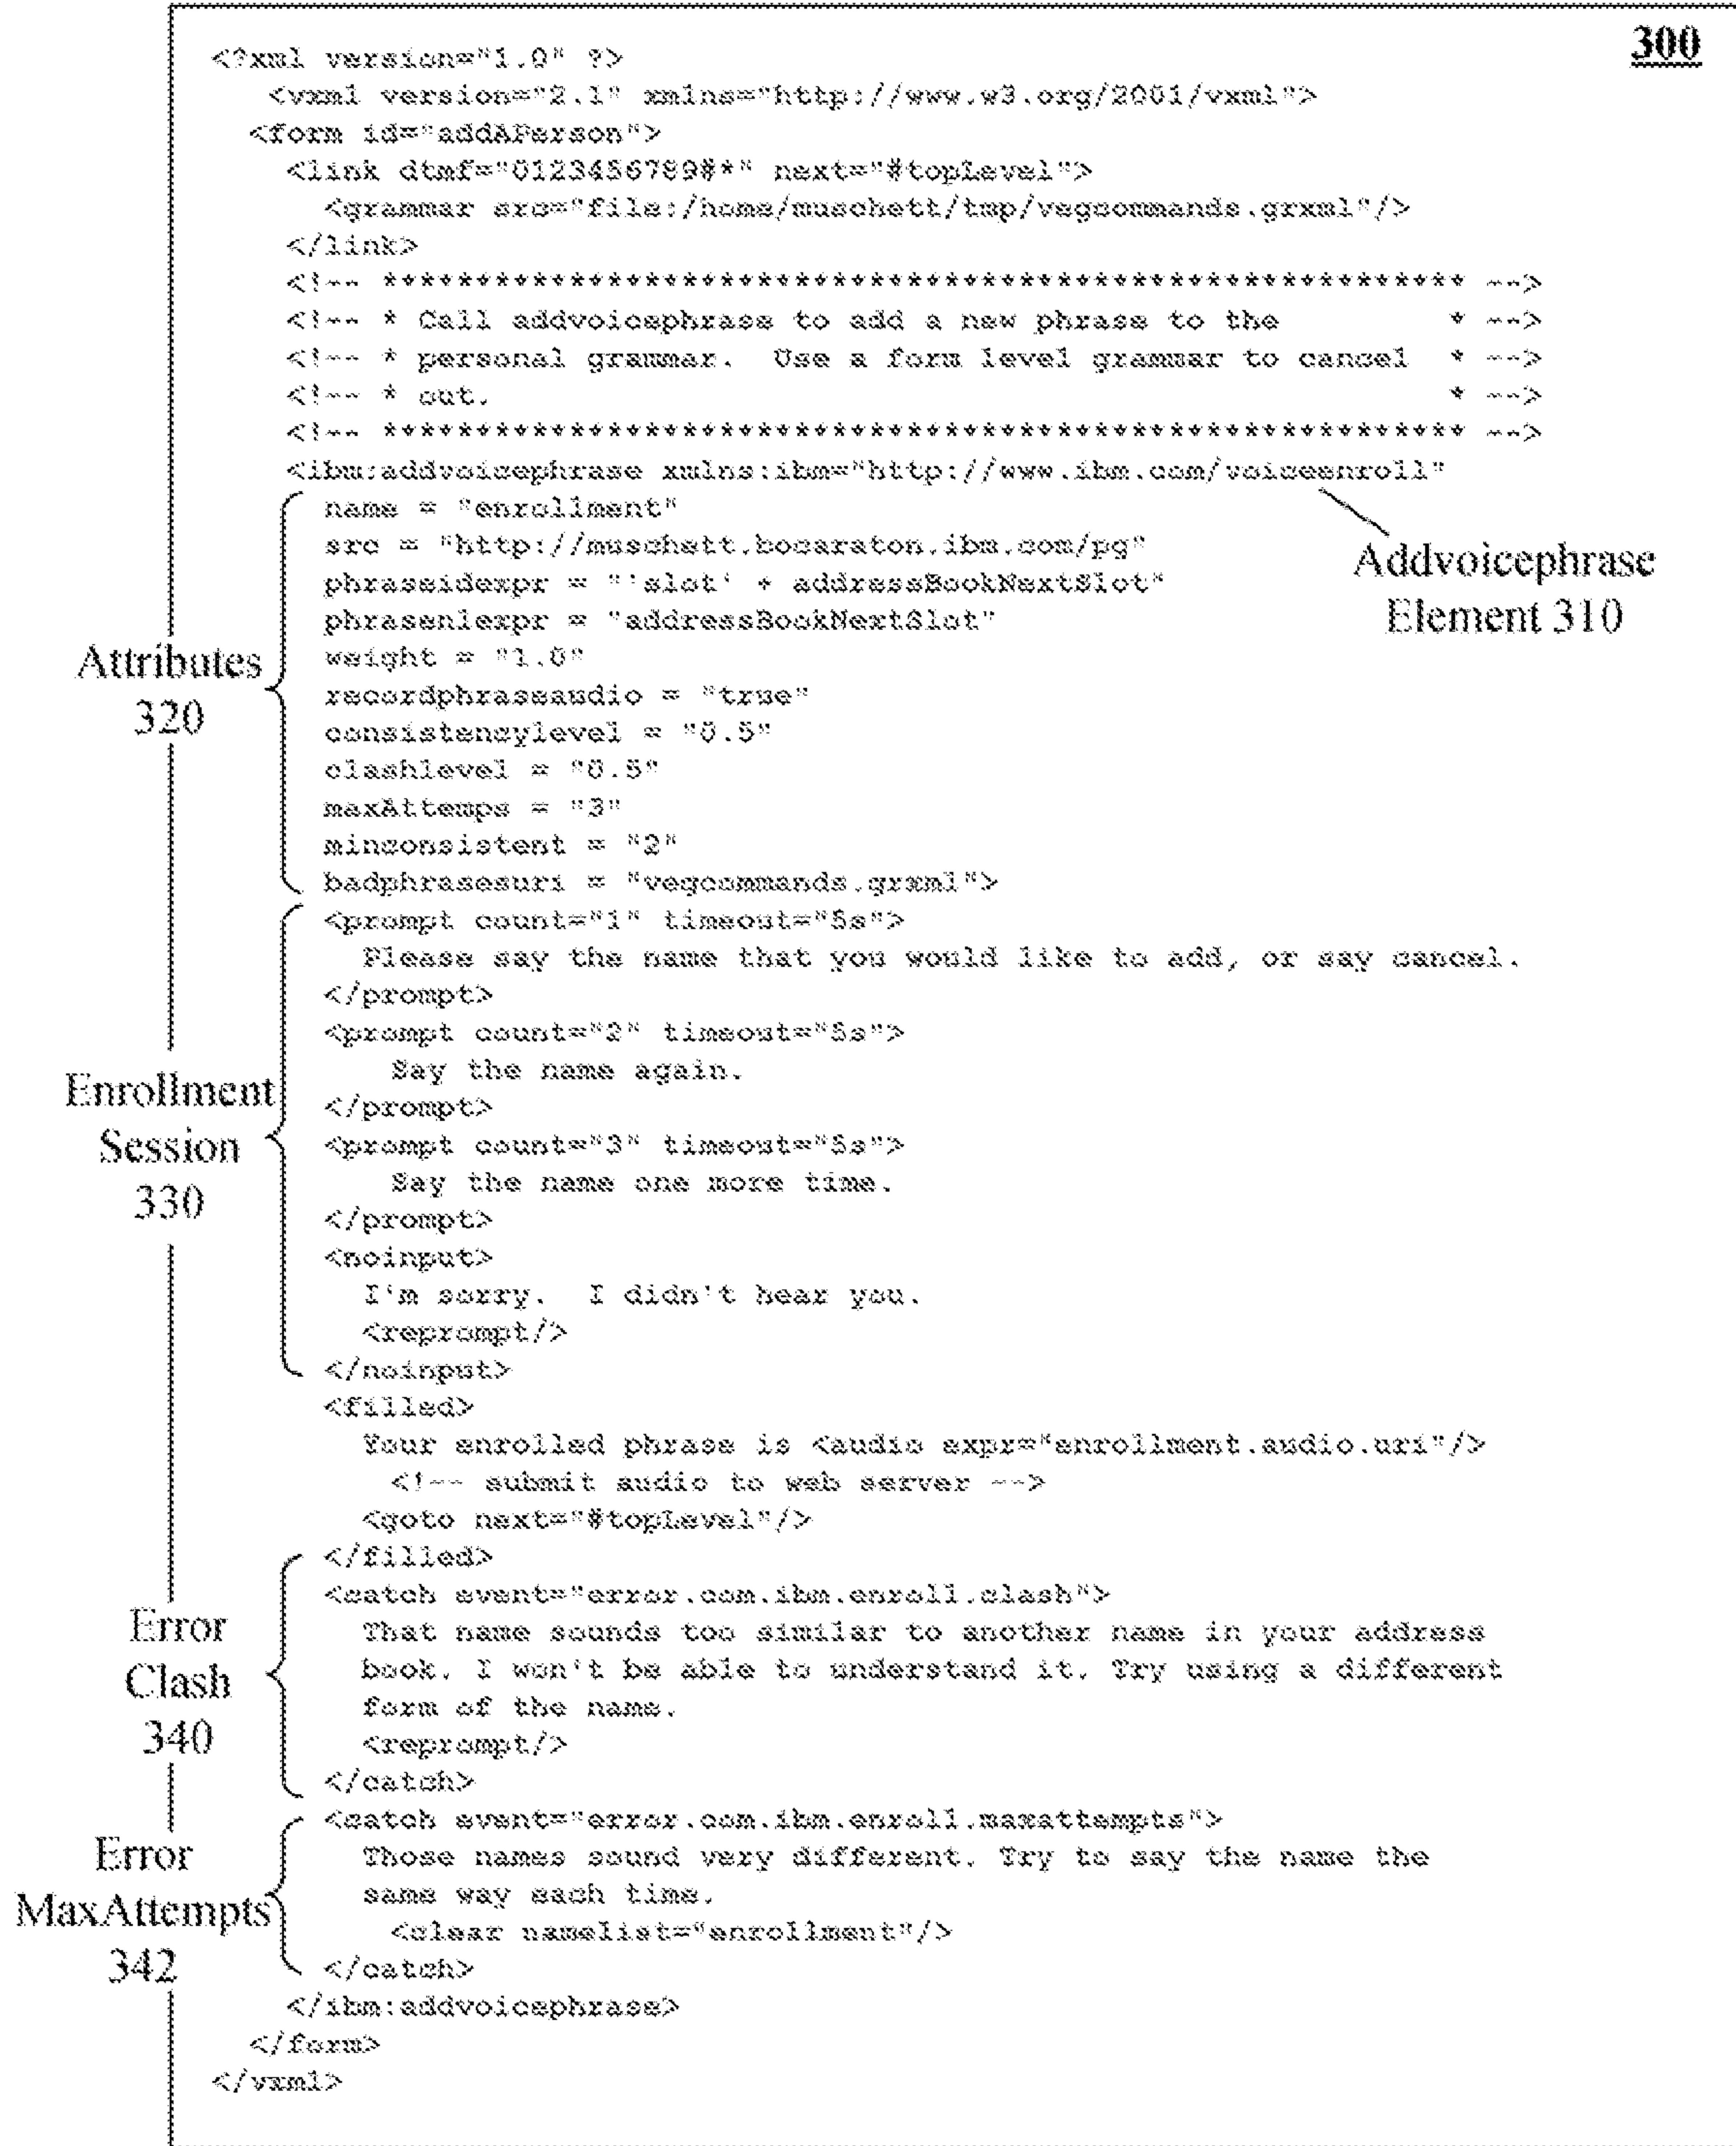 300
<?xml version="1.0" ?>
<vxml version="2.1" xmlns="http://www.w3.org/2001/vxml">
<form id="addAPerson">
<link dtmf="0123456789#*" next="#topLevel">
<grammar src="file:/home/muschett/tmp/vegcommands.grxml"/>
</link>
<!-- ********************************************************** -->
<!-- * Call addvoicephrase to add a new phrase to the * -->
<!-- * personal grammar. Use a form level grammar to cancel * -->
<!-- * out. * -->
<!-- ********************************************************** -->
<ibm:addvoicephrase xmlns:ibm="http://www.ibm.com/voiceenroll"
name = "enrollment"
src = "http://muschett.bocaraton.ibm.com/pg"
phraseidexpr = "'slot' + addressBookNextSlot"
phrasenlexpr = "addressBookNextSlot"
weight = "1.0"
recordphraseaudio = "true"
consistencylevel = "0.5"
clashlevel = "0.5"
maxAttemps = "3"
minconsistent = "2"
badphrasesuri = "vegcommands.grxml">
Addvoicephrase
Element 310
Attributes
320
<prompt count="1" timeout="5s">
Please say the name that you would like to add, or say cancel.
</prompt>
<prompt count="2" timeout="5s">
Say the name again.
</prompt>
<prompt count="3" timeout="5s">
Say the name one more time.
</prompt>
<noinput>
I'm sorry. I didn't hear you.
<reprompt/>
</noinput>
Enrollment
Session
330
<filled>
Your enrolled phrase is <audio expr="enrollment.audio.uri"/>
<!-- submit audio to web server -->
<goto next="#topLevel"/>
</filled>
<catch event="error.com.ibm.enroll.clash">
That name sounds too similar to another name in your address
book. I won't be able to understand it. Try using a different
form of the name.
<reprompt/>
</catch>
Error
Clash
340
<catch event="error.com.ibm.enroll.maxattempts">
Those names sound very different. Try to say the name the
same way each time.
<clear namelist="enrollment"/>
</catch>
Error
MaxAttempts
342
</ibm:addvoicephrase>
</form>
</vxml>